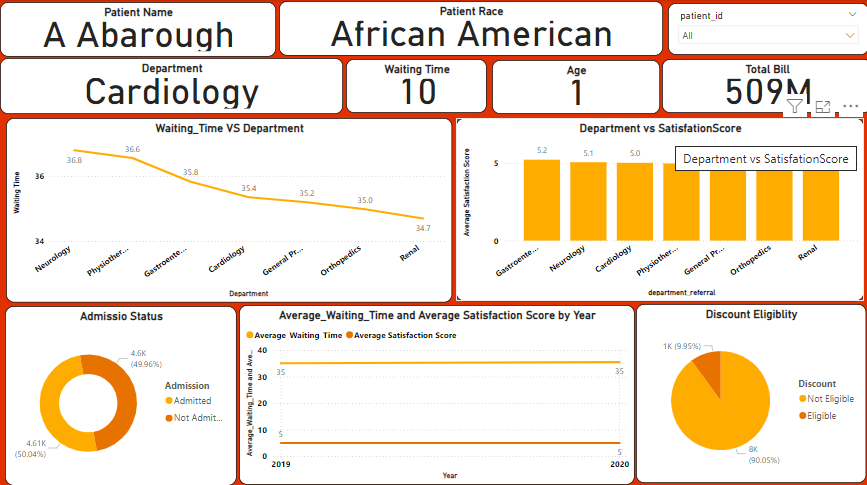 Patient Name
A Abarough
Patient Race
African American
patient_id
All
Department
Cardiology
Waiting Time
10
Age
1
Total Bill
509M
Waiting_Time VS Department
Waiting Time
36
34
36.8
36.6
35.8
35.4
35.2
35.0
34.7
Neurology
Physiother...
Gastroente...
Cardiology
General Pr...
Orthopedics
Renal
Department
Department vs SatisfationScore
Average Satisfaction Score
5
0
5.2
5.1
5.0
Department vs SatisfationScore
Gastroente...
Neurology
Cardiology
Physiother...
General Pr...
Orthopedics
Renal
department_referral
Admissio Status
4.6K
(49.96%)
4.61K
(50.04%)
Admission
Admitted
Not Admit...
Average_Waiting_Time and Average Satisfaction Score by Year
Average_Waiting_Time Average Satisfaction Score
Average_Waiting_Time and Ave...
40
30
20
10
0
35
35
5
5
2019
2020
Year
Discount Eligiblity
1K (9.95%)
8K
(90.05%)
Discount
Not Eligible
Eligible